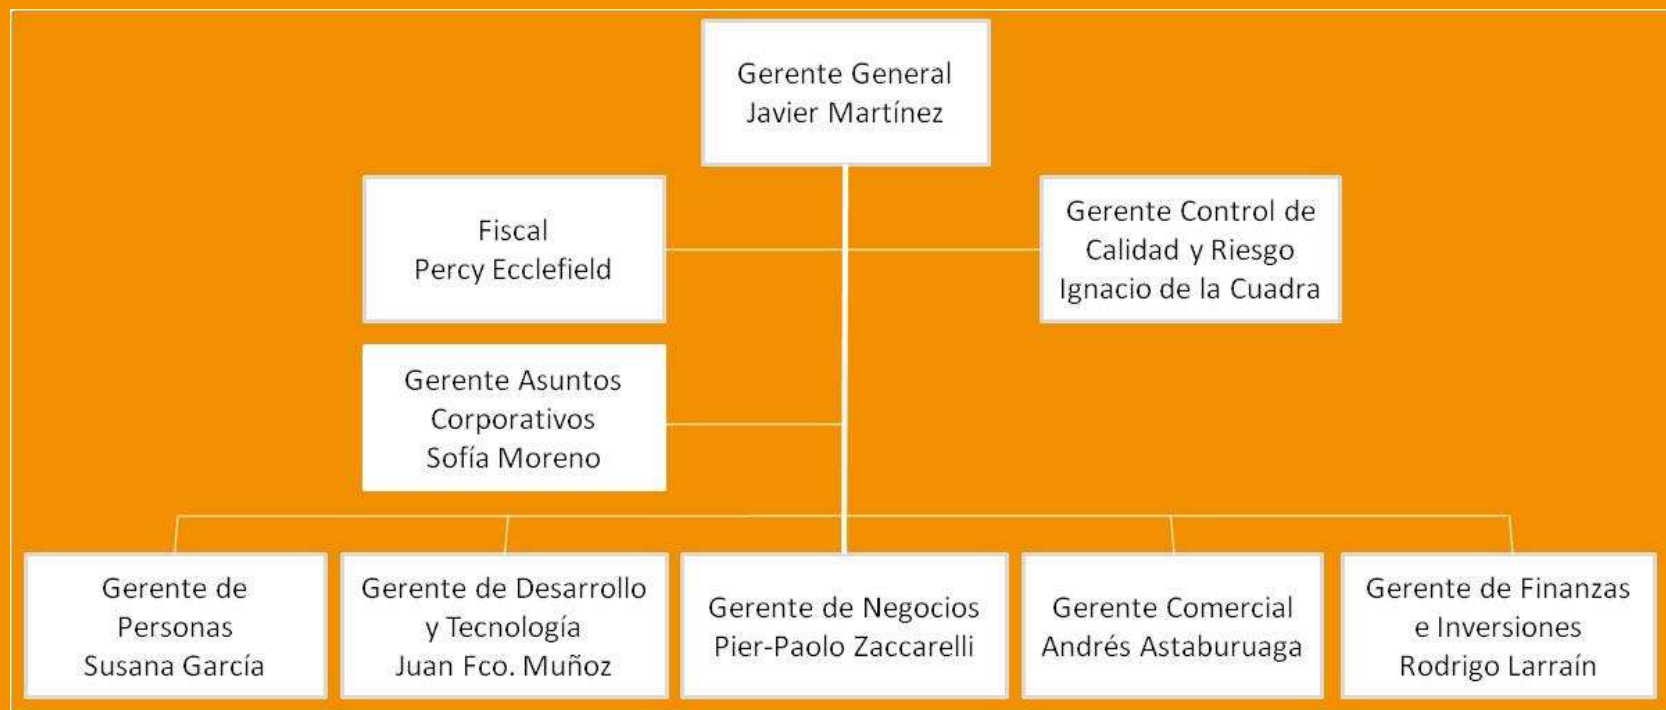 Gerente General
Javier Martínez
Fiscal
Percy Ecclefield
Gerente Control de
Calidad y Riesgo
Ignacio de la Cuadra
Gerente Asuntos
Corporativos
Sofía Moreno
Gerente de
Personas
Susana García
Gerente de Desarrollo
y Tecnología
Juan Fco. Muñoz
Gerente de Negocios
Pier-Paolo Zaccarelli
Gerente Comercial
Andrés Astaburuaga
Gerente de Finanzas
e Inversiones
Rodrigo Larraín